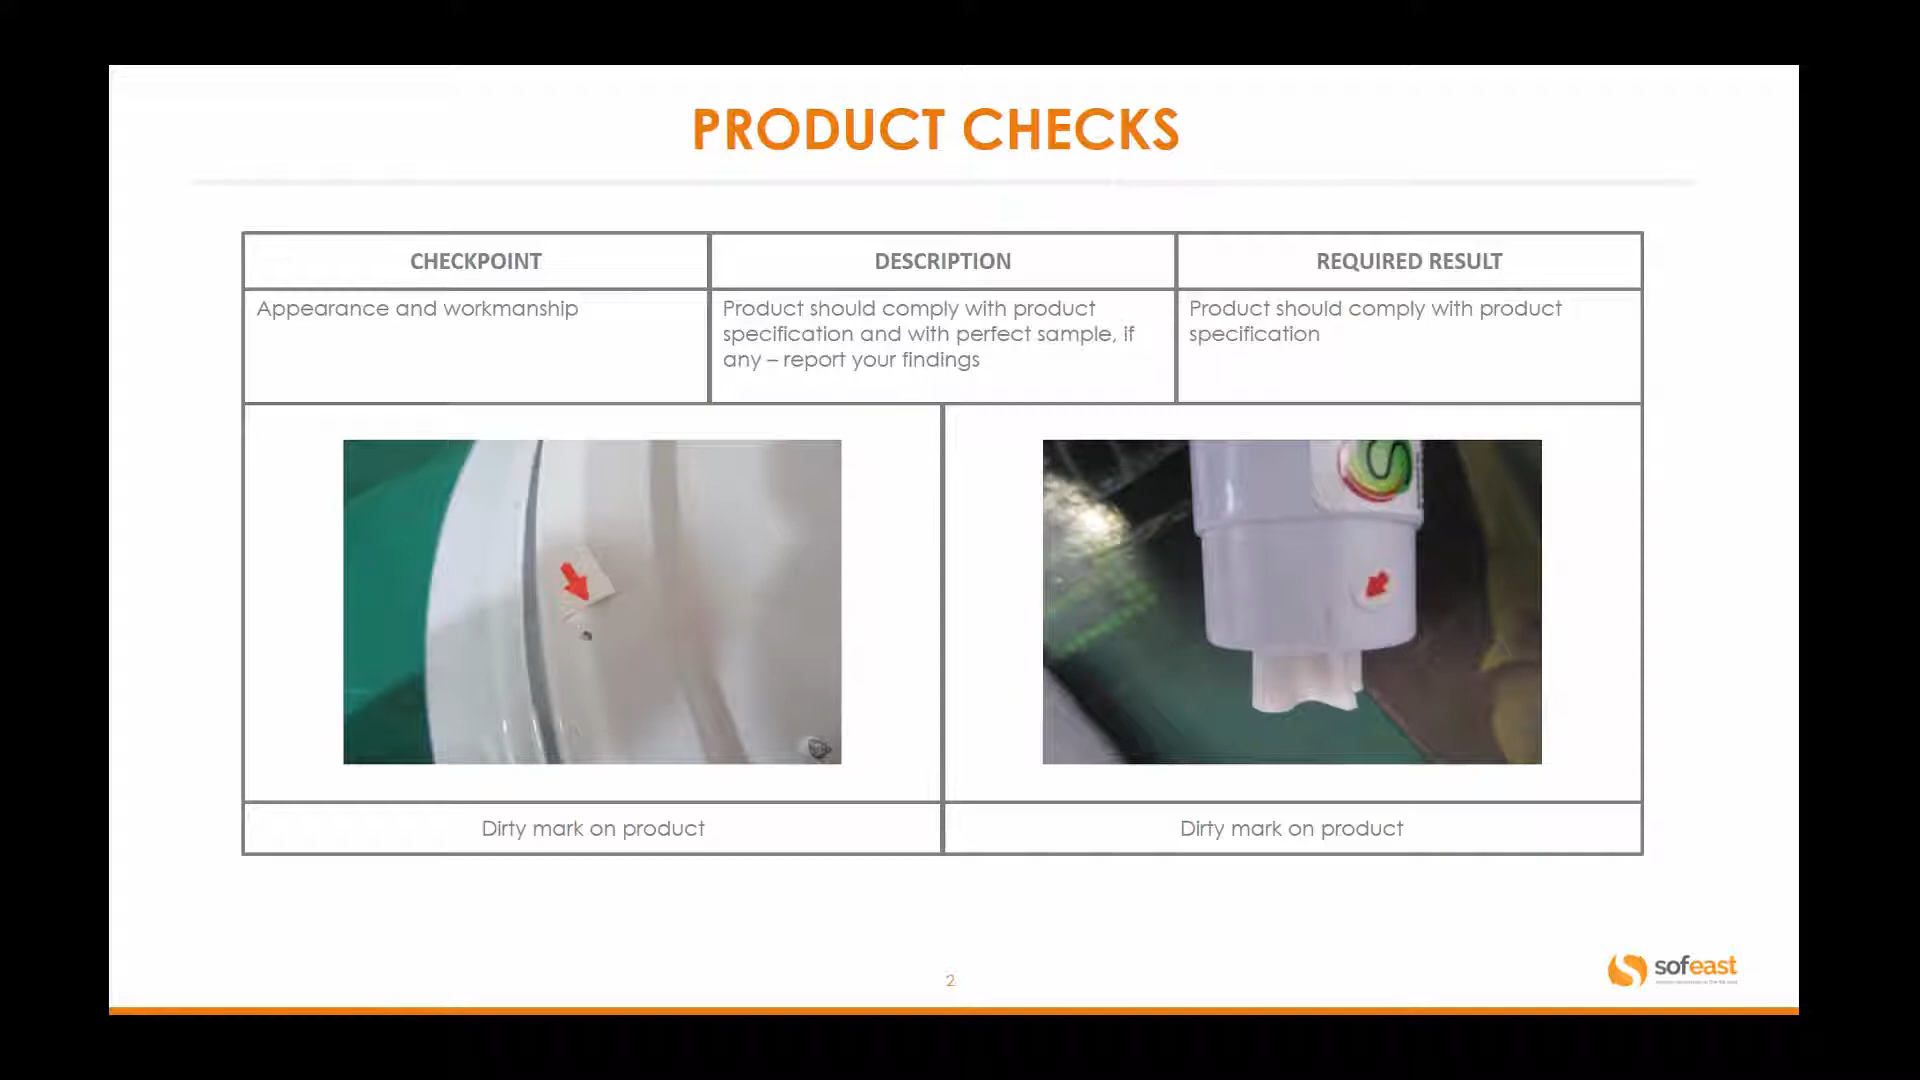 PRODUCT CHECKS
CHECKPOINT
DESCRIPTION
REQUIRED RESULT
Appearance and workmanship
Product should comply with product
specification and with perfect sample, if
any – report your findings
Product should comply with product
specification
Dirty mark on product
Dirty mark on product
2
sofeast